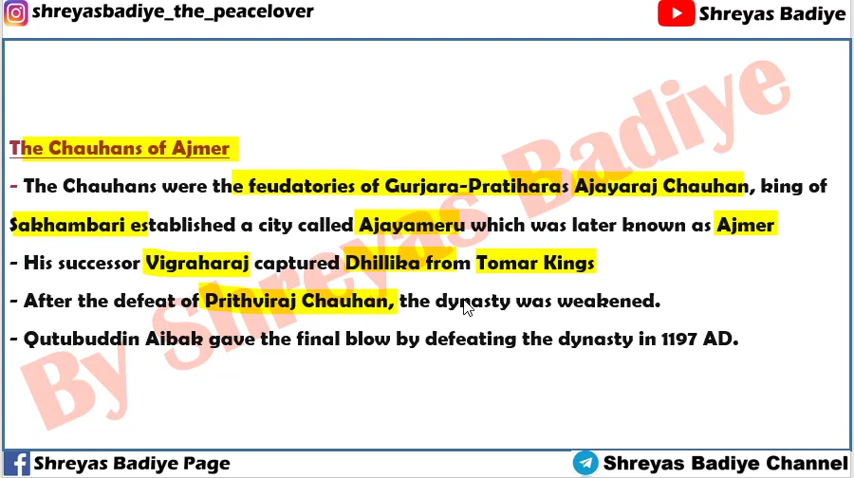 shreyasbadiye_the_peacelover
Shreyas Badiye
By Shreyas Badiye
The Chauhans of Ajmer
- The Chauhans were the feudatories of Gurjara-Pratiharas Ajayaraj Chauhan, king of
Sakhambari established a city called Ajayameru which was later known as Ajmer
- His successor Vigraharaj captured Dhillika from Tomar Kings
- After the defeat of Prithviraj Chauhan, the dynasty was weakened.
- Qutubuddin Aibak gave the final blow by defeating the dynasty in 1197 AD.
Shreyas Badiye Page
Shreyas Badiye Channel